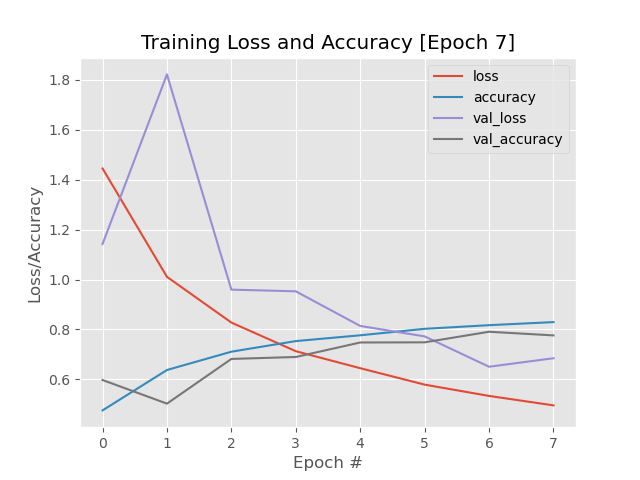 Training Loss and Accuracy [Epoch 7]
loss
accuracy
val_loss
val_accuracy
Loss/Accuracy
1.8
1.6
1.4
1.2
1.0
0.8
0.6
0 1 2 3 4 5 6 7
Epoch #